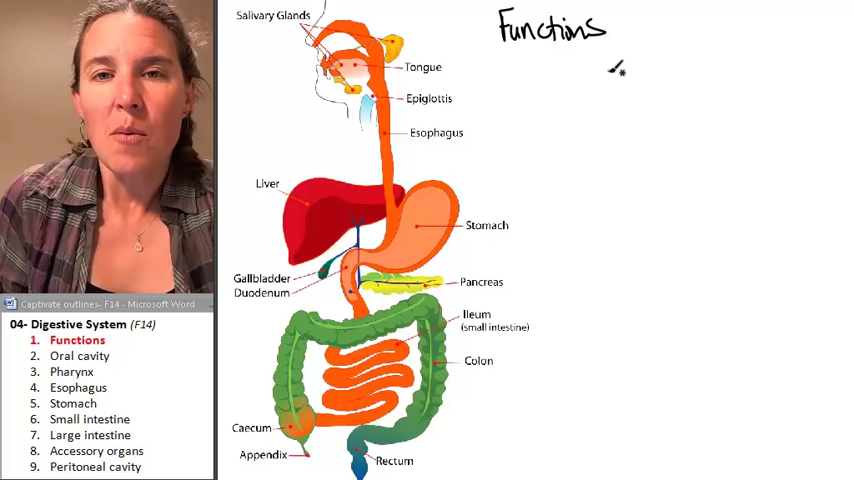 Functions
Salivary Glands
Tongue
Epiglottis
Esophagus
Liver
Stomach
Gallbladder
Duodenum
Pancreas
Ileum
(small intestine)
Colon
Caecum
Appendix
Rectum
Captivate outlines- F14 - Microsoft Word
04- Digestive System (F14)
1. Functions
2. Oral cavity
3. Pharynx
4. Esophagus
5. Stomach
6. Small intestine
7. Large intestine
8. Accessory organs
9. Peritoneal cavity